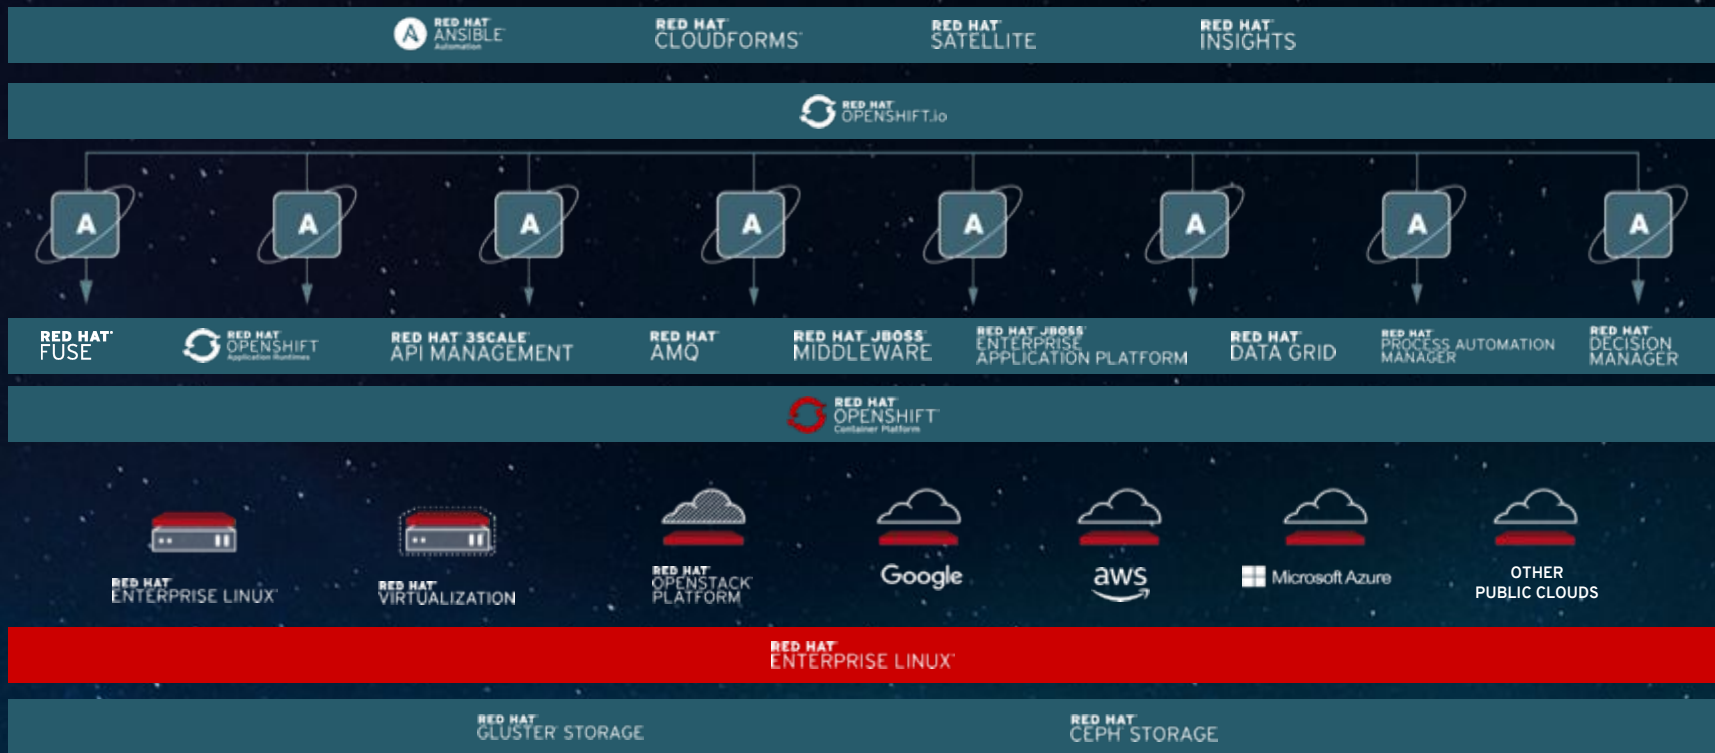 A
RED HAT
ANSIBLE
Automation
RED HAT
CLOUDFORMS
RED HAT
SATELLITE
RED HAT
INSIGHTS
RED HAT
OPENSHIFT.io
A
A
A
A
A
A
A
A
RED HAT
FUSE
RED HAT
OPENSHIFT
Application Runtimes
RED HAT 3SCALE
API MANAGEMENT
RED HAT
AMQ
RED HAT JBOSS
MIDDLEWARE
RED HAT JBOSS
ENTERPRISE
APPLICATION PLATFORM
RED HAT
DATA GRID
RED HAT
PROCESS AUTOMATION
MANAGER
RED HAT
DECISION
MANAGER
RED HAT
OPENSHIFT
Container Platform
RED HAT
ENTERPRISE LINUX
RED HAT
VIRTUALIZATION
RED HAT
OPENSTACK
PLATFORM
Google
aws
Microsoft Azure
OTHER
PUBLIC CLOUDS
RED HAT
ENTERPRISE LINUX
RED HAT
GLUSTER STORAGE
RED HAT
CEPH STORAGE